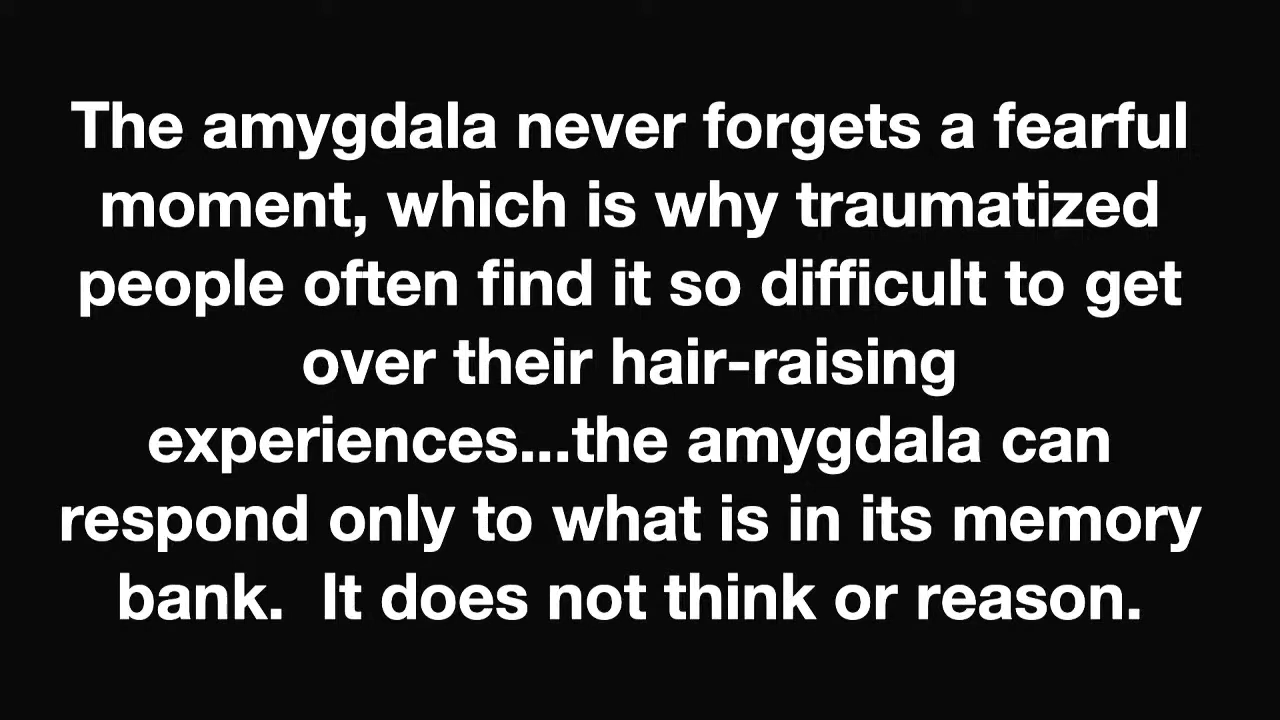 The amygdala never forgets a fearful
moment, which is why traumatized
people often find it so difficult to get
over their hair-raising
experiences...the amygdala can
respond only to what is in its memory
bank.  It does not think or reason.